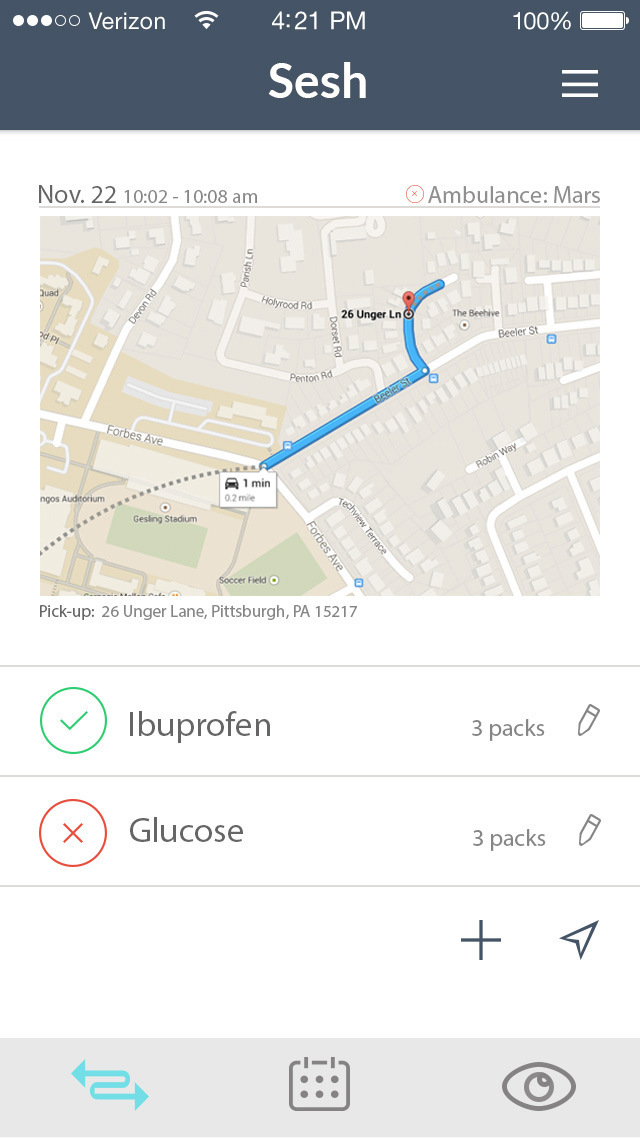 Verizon 4:21 PM 100%
Sesh
Nov. 22 10:02 - 10:08 am Ambulance: Mars
Parish Ln
Quad
Devon Rd
Holyrood Rd
26 Unger Ln
The Beehive
Dorset Rd
Beeler St
Penton Rd
Beeler St
Forbes Ave
Robin Way
1 min
0.2 mile
ngos Auditorium
Gesling Stadium
Techview Terrace
Forbes Ave
Soccer Field
Pick-up: 26 Unger Lane, Pittsburgh, PA 15217
Ibuprofen 3 packs
Glucose 3 packs